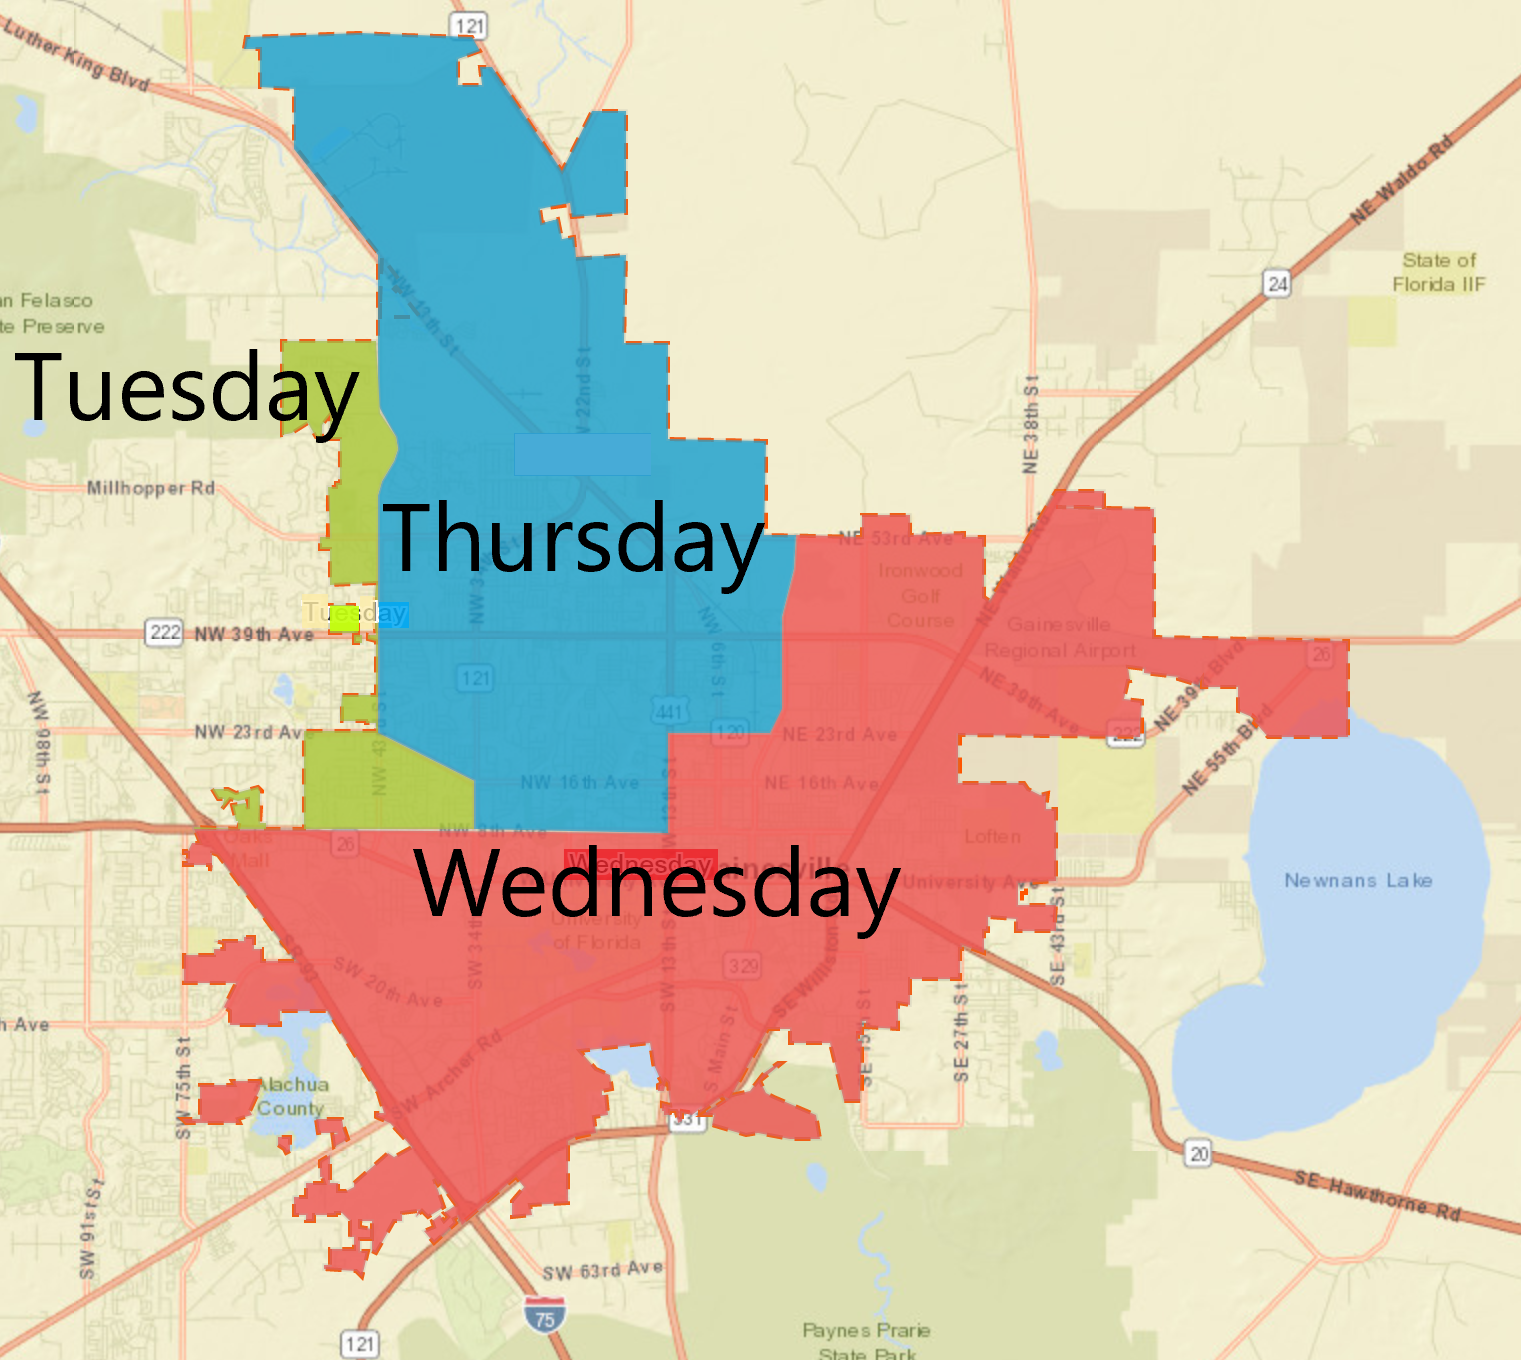 121
Luther King Blvd
NE Waldo Rd
State of
Florida IIF
24
an Felasco
te Preserve
NW 13th St
Tuesday
22nd St
NE 38th St
Millhopper Rd
Thursday
NE 53rd Ave
Ironwood
Golf
Course
NE Waldo Rd
Tuesday
NW 6th St
222
NW 39th Ave
Gainesville
Regional Airport
26
NE 39th Ave
NE 39th Blvd
121
441
NW 98th St
NW 43rd St
NW 23rd Ave
120
NE 23rd Ave
222
NE 55th Blvd
NW 16th Ave
NE 16th Ave
Oaks
Mall
26
NW 8th Ave
Loften
Wednesday
Wednesday
ainesville
University Ave
Newnans Lake
University
of Florida
SW 34th
SW 13th St
SE 43rd St
329
SW 20th Ave
SE Williston
h Ave
SW Archer Rd
S Main St
SE 15th St
SE 27th St
SW 75th St
Alachua
County
331
20
SE Hawthorne Rd
SW 91st St
SW 63rd Ave
75
121
Paynes Prarie
State Park